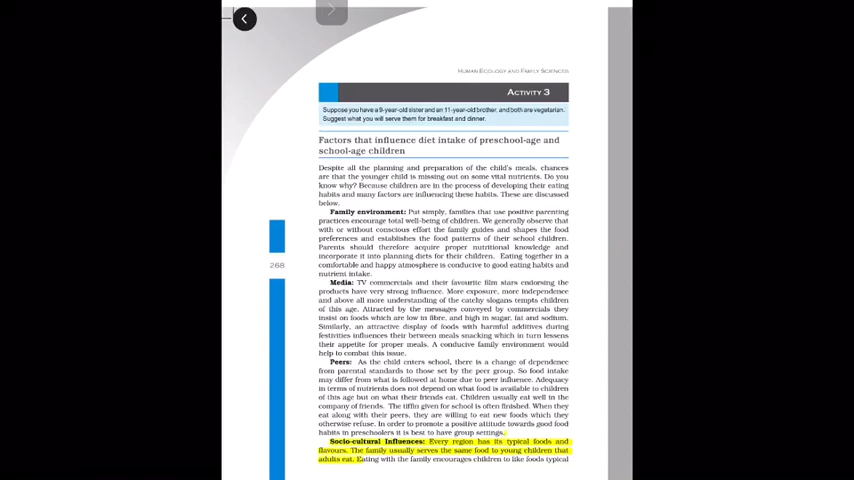 HUMAN ECOLOGY AND FAMILY SCIENCES
ACTIVITY 3
Suppose you have a 9-year-old sister and an 11-year-old brother, and both are vegetarian.
Suggest what you will serve them for breakfast and dinner.
Factors that influence diet intake of preschool-age and
school-age children
Despite all the planning and preparation of the child's meals, chances
are that the younger child is missing out on some vital nutrients. Do you
know why? Because children are in the process of developing their eating
habits and many factors are influencing these habits. These are discussed
below.
Family environment: Put simply, families that use positive parenting
practices encourage total well-being of children. We generally observe that
with or without conscious effort the family guides and shapes the food
preferences and establishes the food patterns of their school children.
Parents should therefore acquire proper nutritional knowledge and
incorporate it into planning diets for their children. Eating together in a
comfortable and happy atmosphere is conducive to good eating habits and
nutrient intake.
268
Media: TV commercials and their favourite film stars endorsing the
products have very strong influence. More exposure, more independence
and above all more understanding of the catchy slogans tempts children
of this age. Attracted by the messages conveyed by commercials they
insist on foods which are low in fibre, and high in sugar, fat and sodium.
Similarly, an attractive display of foods with harmful additives during
festivities influences their between meals snacking which in turn lessens
their appetite for proper meals. A conducive family environment would
help to combat this issue.
Peers: As the child enters school, there is a change of dependence
from parental standards to those set by the peer group. So food intake
may differ from what is followed at home due to peer influence. Adequacy
in terms of nutrients does not depend on what food is available to children
of this age but on what their friends eat. Children usually eat well in the
company of friends. The tiffin given for school is often finished. When they
eat along with their peers, they are willing to eat new foods which they
otherwise refuse. In order to promote a positive attitude towards good food
habits in preschoolers it is best to have group settings.
Socio-cultural Influences: Every region has its typical foods and
flavours. The family usually serves the same food to young children that
adults eat. Eating with the family encourages children to like foods typical